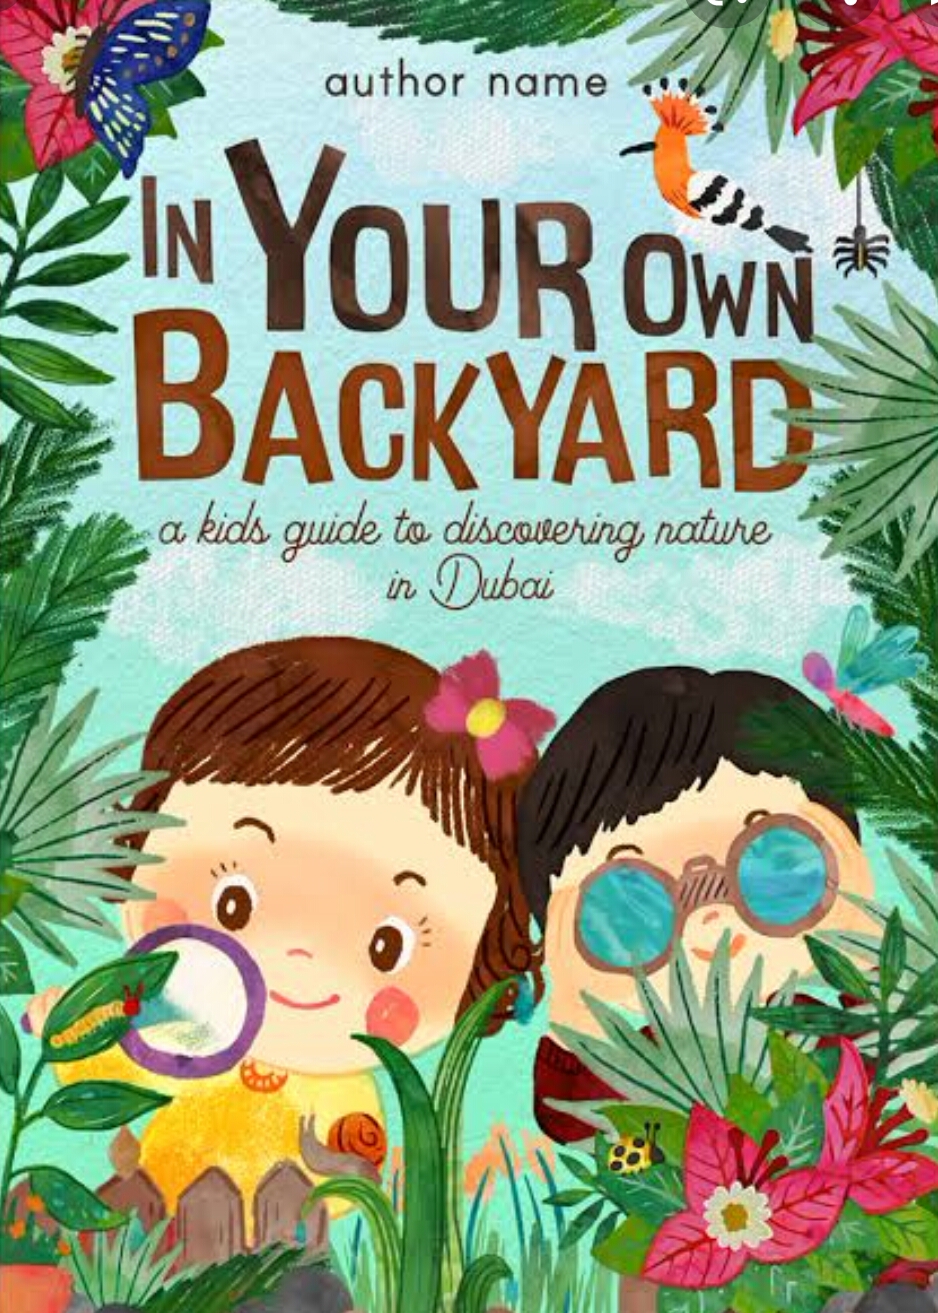 author name
IN YOUR OWN
BACKYARD
a kids guide to discovering nature
in Dubai